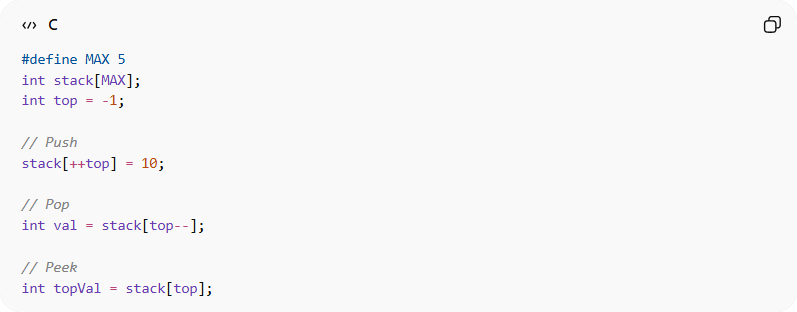 </> C
#define MAX 5
int stack[MAX];
int top = -1;
// Push
stack[++top] = 10;
// Pop
int val = stack[top--];
// Peek
int topVal = stack[top];